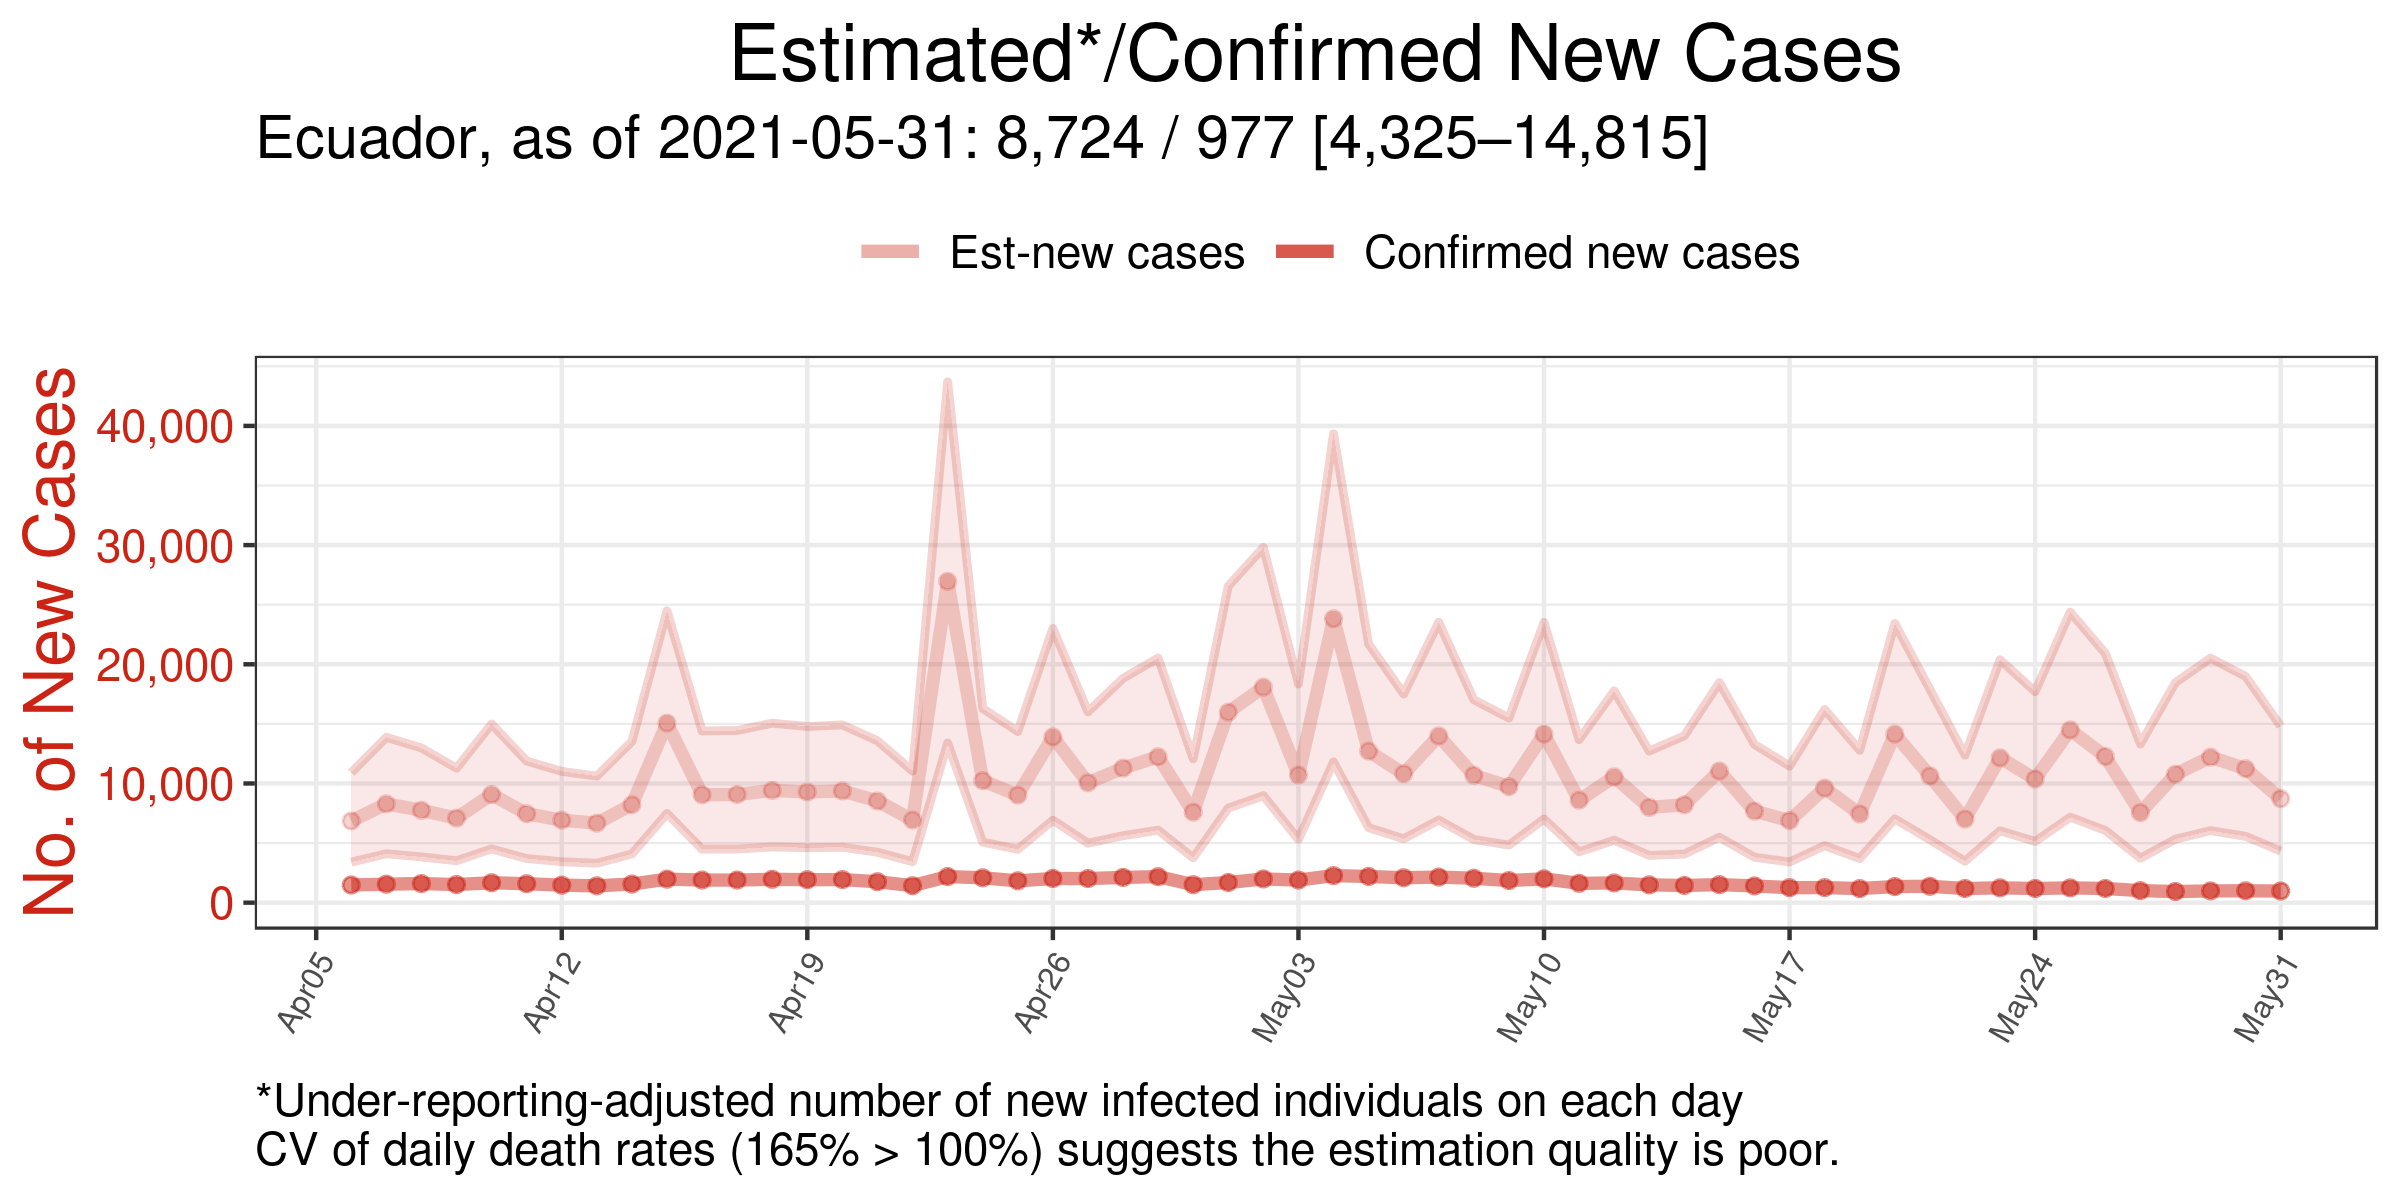 Estimated*/Confirmed New Cases
Ecuador, as of 2021-05-31: 8,724 / 977 [4,325–14,815]
Est-new cases Confirmed new cases
No. of New Cases
40,000
30,000
20,000
10,000
0
Apr05 Apr12 Apr19 Apr26 May03 May10 May17 May24 May31
*Under-reporting-adjusted number of new infected individuals on each day
CV of daily death rates (165% > 100%) suggests the estimation quality is poor.